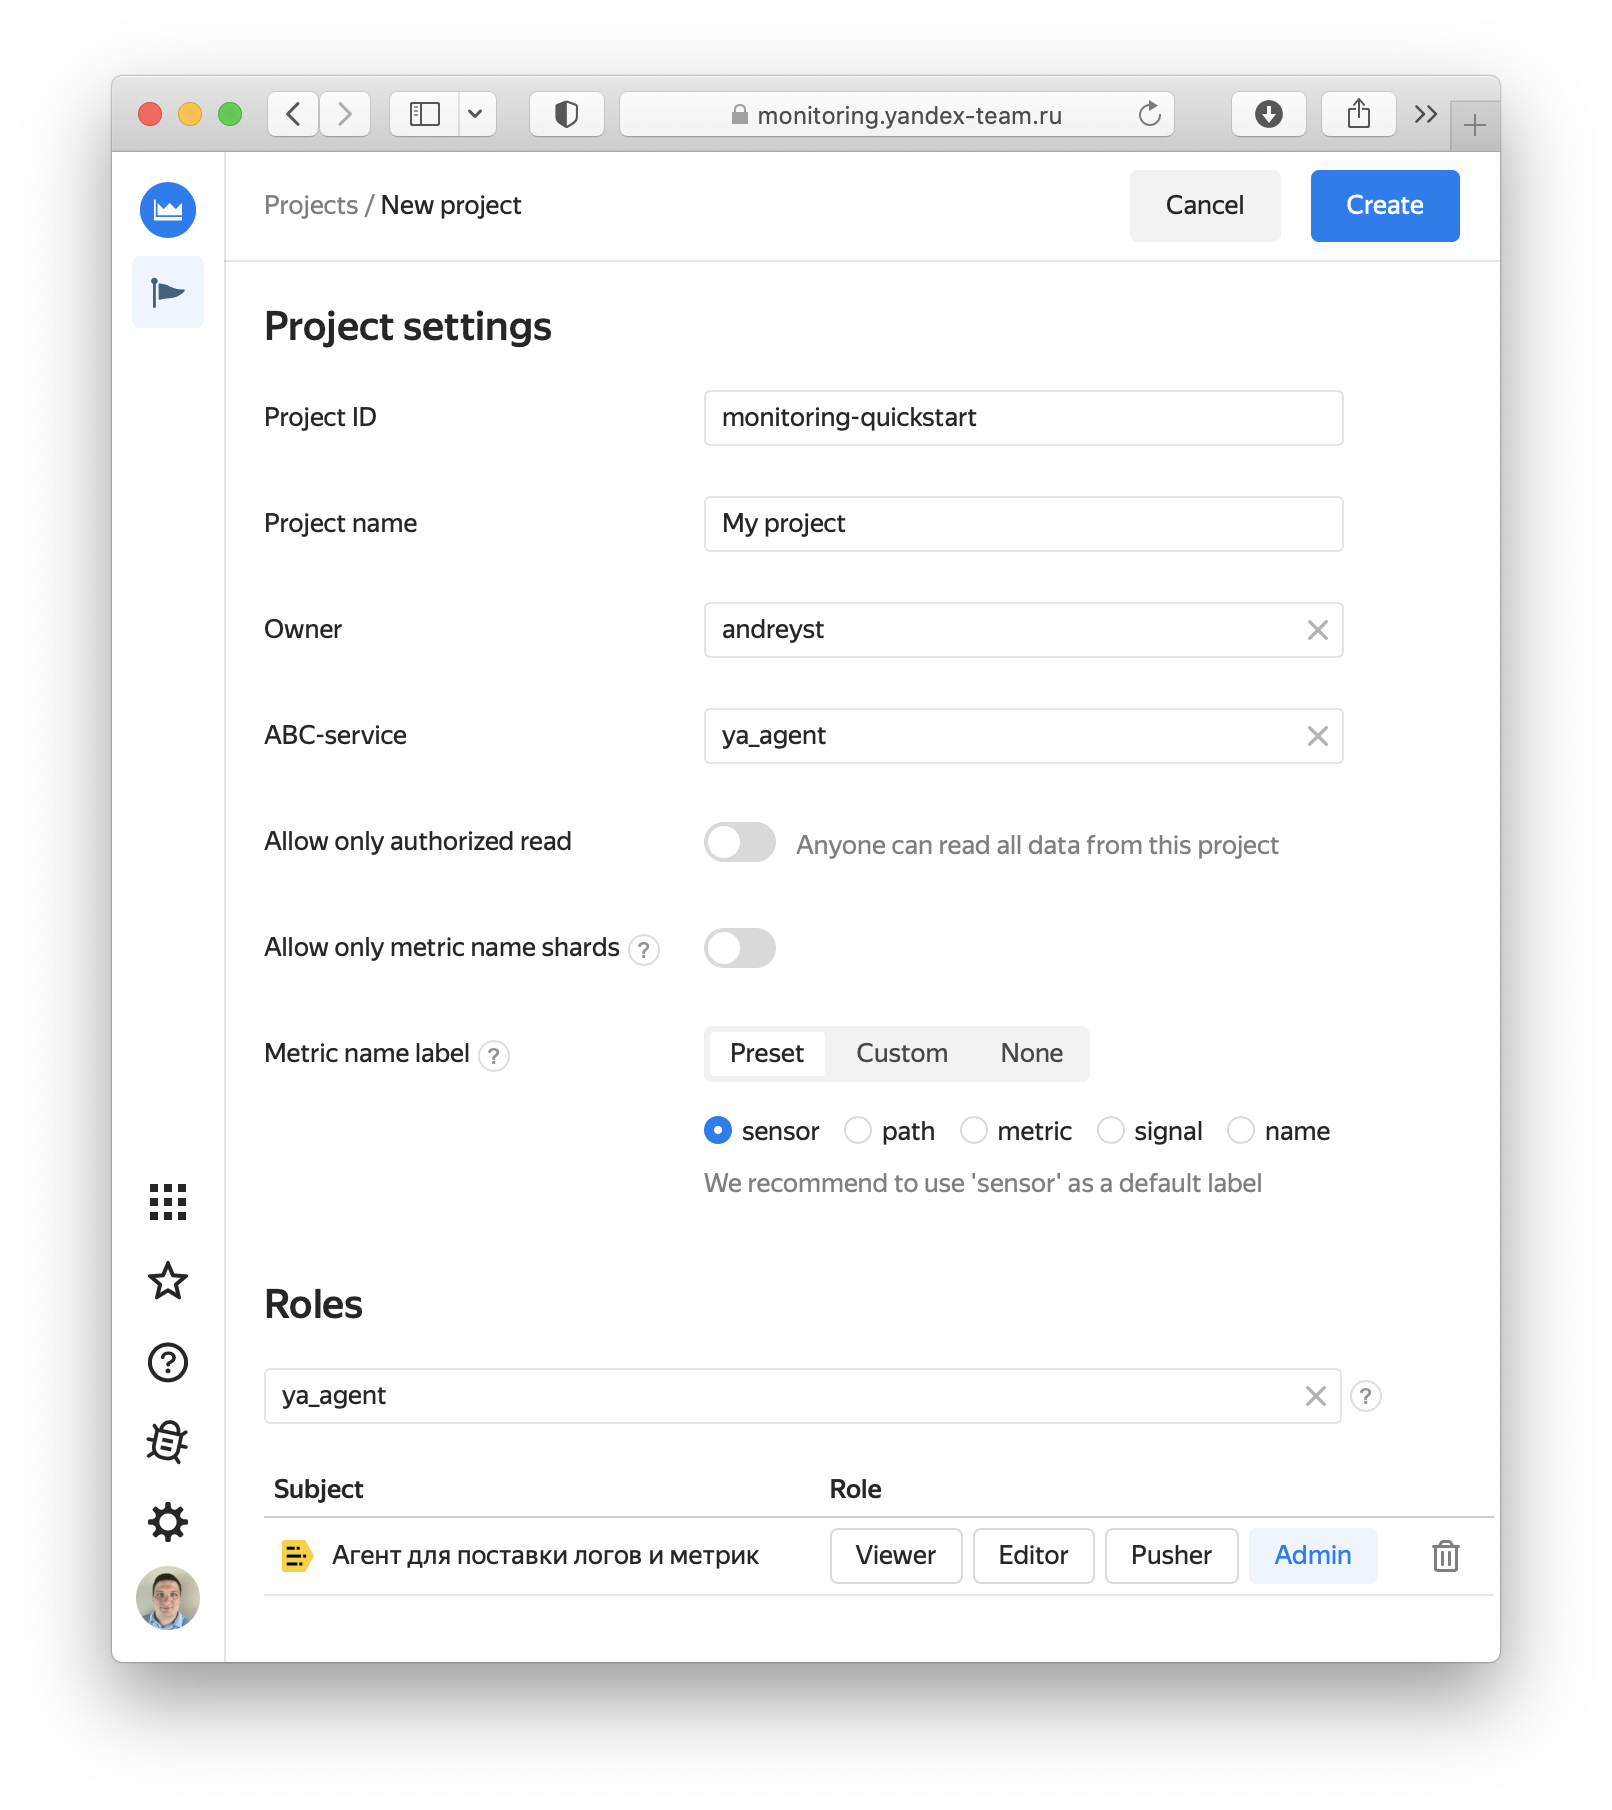 monitoring.yandex-team.ru
Projects / New project
Cancel
Create
Project settings
Project ID
monitoring-quickstart
Project name
My project
Owner
andreyst
ABC-service
ya_agent
Allow only authorized read
Anyone can read all data from this project
Allow only metric name shards ?
Metric name label ?
Preset Custom None
sensor path metric signal name
We recommend to use 'sensor' as a default label
Roles
ya_agent
?
Subject Role
Агент для поставки логов и метрик Viewer Editor Pusher Admin